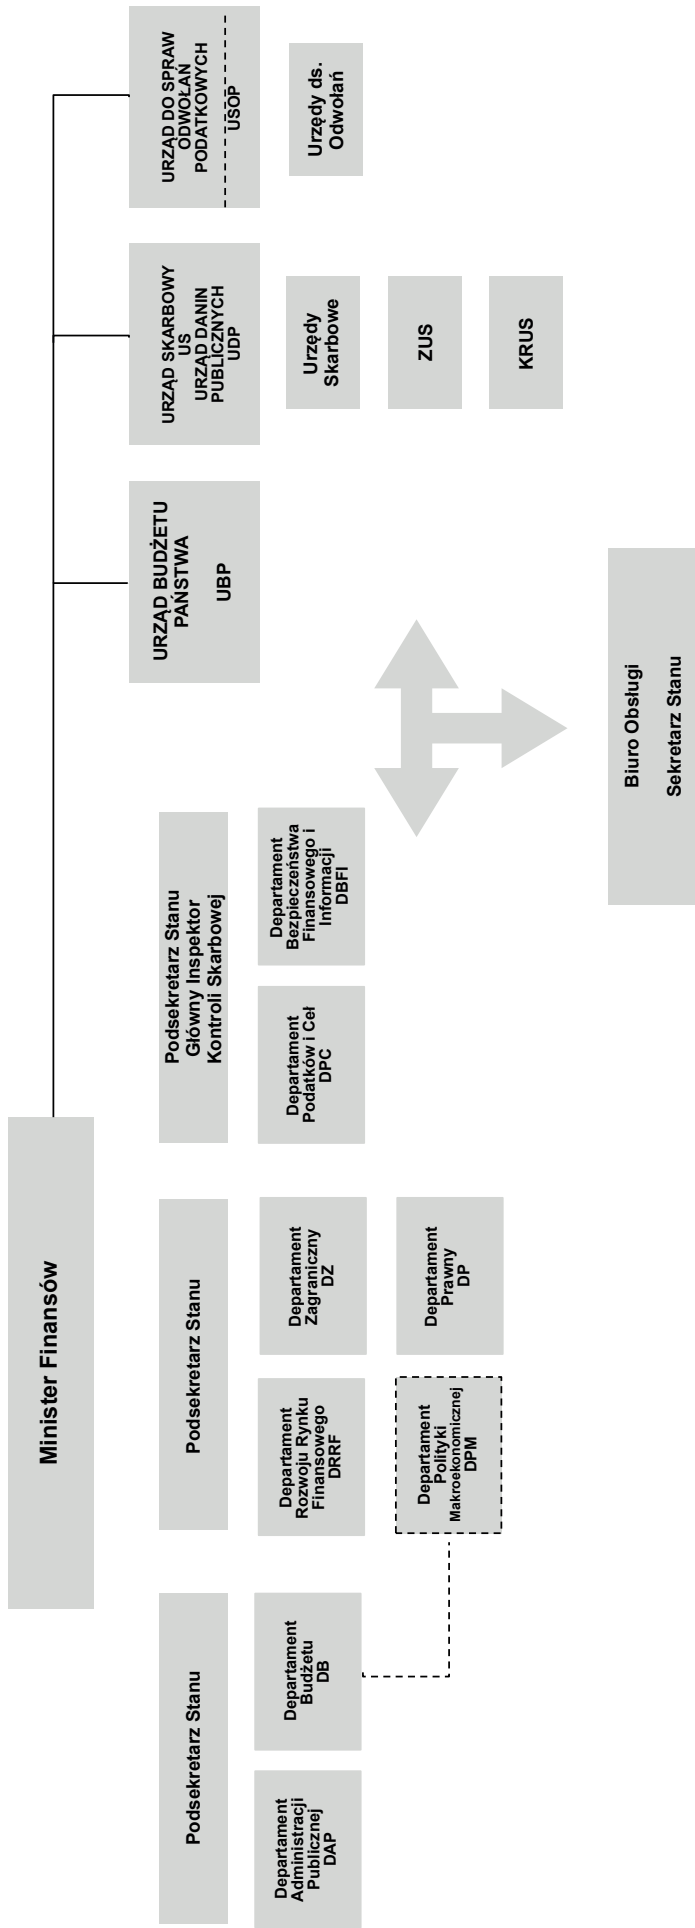 Minister Finansów
Podsekretarz Stanu
Departament
Administracji
Publicznej
DAP
Departament
Budżetu
DB
Podsekretarz Stanu
Departament
Rozwoju Rynku
Finansowego
DRRF
Departament
Zagraniczny
DZ
Departament
Polityki
Makroekonomicznej
DPM
Departament
Prawny
DP
Podsekretarz Stanu
Główny Inspektor
Kontroli Skarbowej
Departament
Podatków i Ceł
DPC
Departament
Bezpieczeństwa
Finansowego i
Informacji
DBFI
URZĄD BUDŻETU
PAŃSTWA
UBP
URZĄD SKARBOWY
US
URZĄD DANIN
PUBLICZNYCH
UDP
Urzędy
Skarbowe
ZUS
KRUS
URZĄD DO SPRAW
ODWOŁAŃ
PODATKOWYCH
USOP
Urzędy ds.
Odwołań
Biuro Obsługi
Sekretarz Stanu